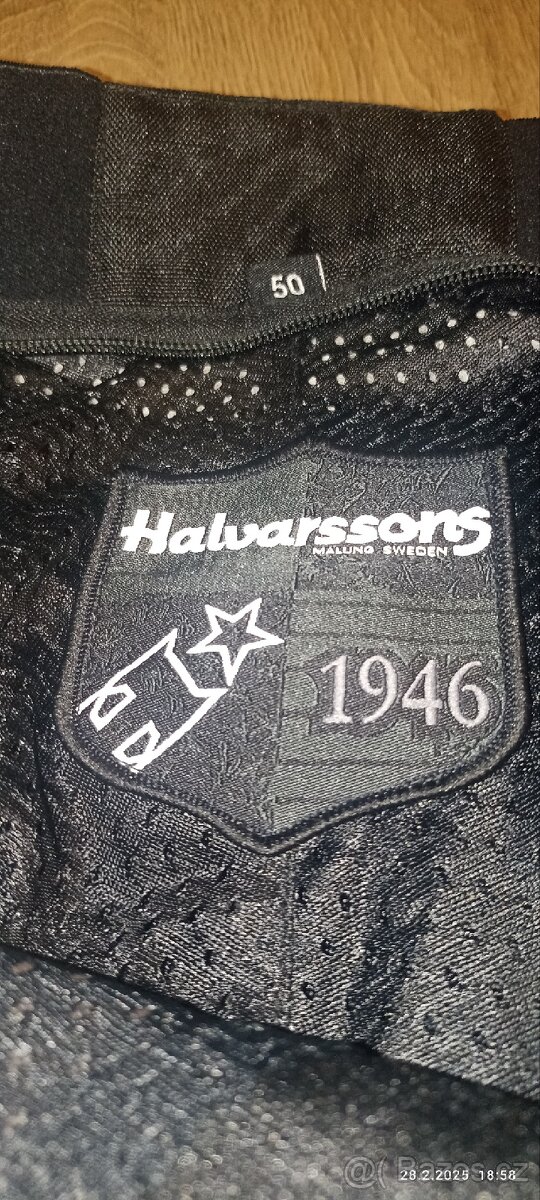 50
Halvarssons
MALUNG SWEDEN
1946
28.2.2025 18:58